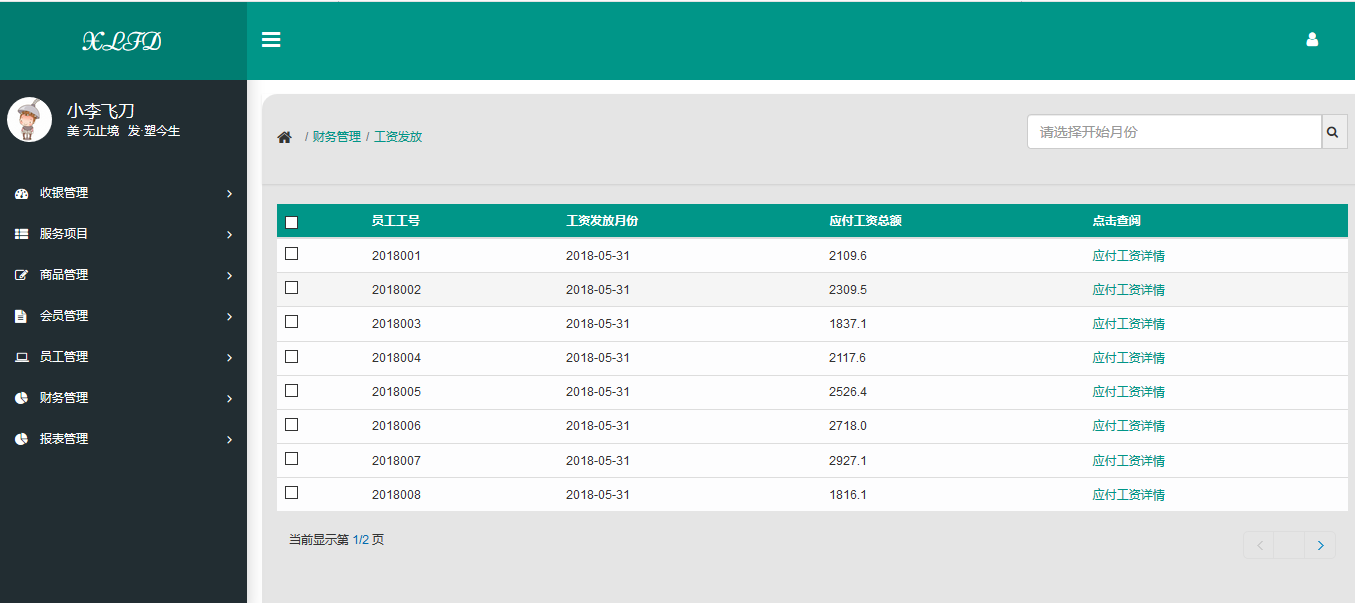 XLFD
小李飞刀
美·无止境 发·塑今生
收银管理
服务项目
商品管理
会员管理
员工管理
财务管理
报表管理
/ 财务管理 / 工资发放
请选择开始月份
员工工号 工资发放月份 应付工资总额 点击查阅
2018001 2018-05-31 2109.6 应付工资详情
2018002 2018-05-31 2309.5 应付工资详情
2018003 2018-05-31 1837.1 应付工资详情
2018004 2018-05-31 2117.6 应付工资详情
2018005 2018-05-31 2526.4 应付工资详情
2018006 2018-05-31 2718.0 应付工资详情
2018007 2018-05-31 2927.1 应付工资详情
2018008 2018-05-31 1816.1 应付工资详情
当前显示第 1/2 页